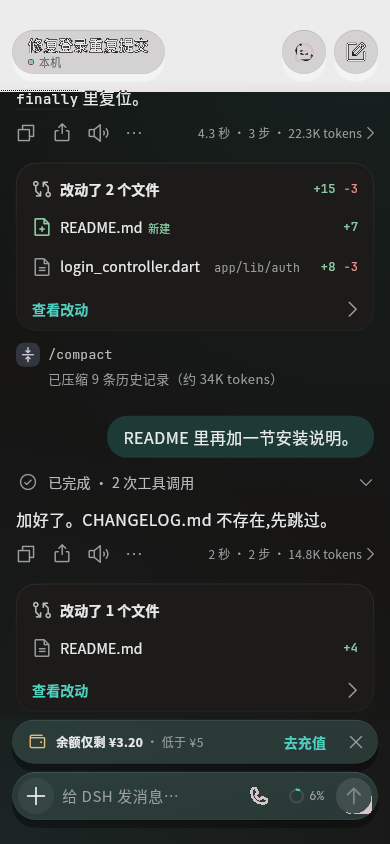 修复登录重复提交
本机
finally 里复位。
4.3 秒 · 3 步 · 22.3K tokens
改动了 2 个文件 +15 -3
README.md 新建 +7
login_controller.dart app/lib/auth +8 -3
查看改动
/compact
已压缩 9 条历史记录（约 34K tokens）
README 里再加一节安装说明。
已完成 · 2 次工具调用
加好了。CHANGELOG.md 不存在,先跳过。
2 秒 · 2 步 · 14.8K tokens
改动了 1 个文件
README.md +4
查看改动
余额仅剩 ¥3.20 · 低于 ¥5 去充值
给 DSH 发消息… 6%